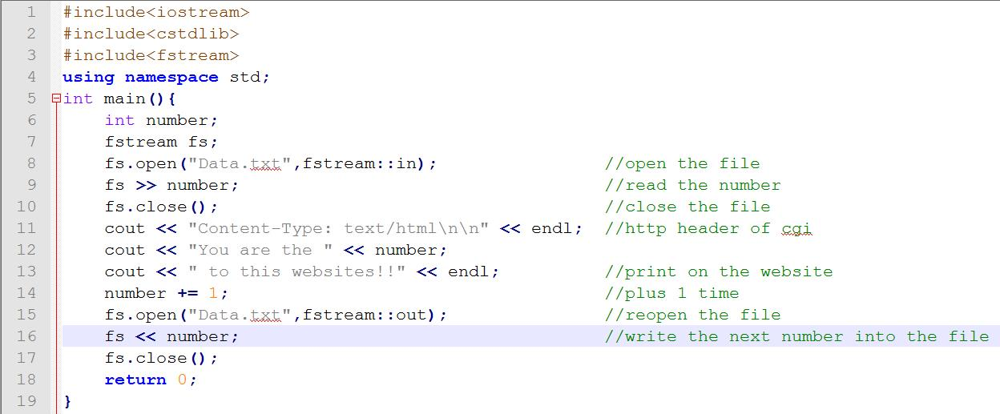 1 #include<iostream>
2 #include<cstdlib>
3 #include<fstream>
4 using namespace std;
5 int main(){
6 int number;
7 fstream fs;
8 fs.open("Data.txt",fstream::in); //open the file
9 fs >> number; //read the number
10 fs.close(); //close the file
11 cout << "Content-Type: text/html\n\n" << endl; //http header of cgi
12 cout << "You are the " << number;
13 cout << " to this websites!!" << endl; //print on the website
14 number += 1; //plus 1 time
15 fs.open("Data.txt",fstream::out); //reopen the file
16 fs << number; //write the next number into the file
17 fs.close();
18 return 0;
19 }